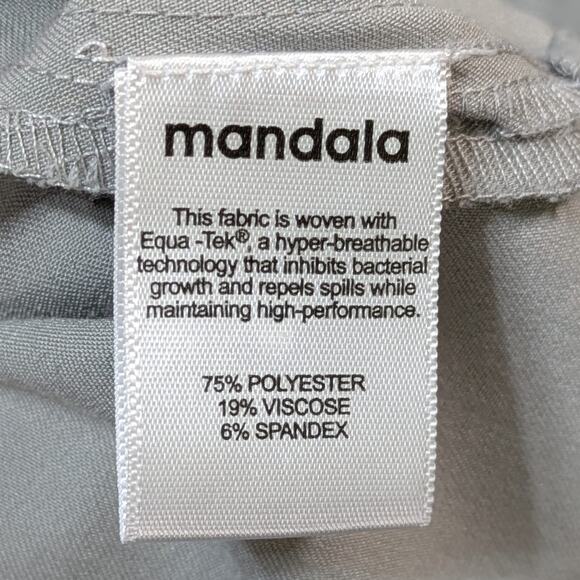 mandala
This fabric is woven with
Equa -Tek®, a hyper-breathable
technology that inhibits bacterial
growth and repels spills while
maintaining high-performance.
75% POLYESTER
19% VISCOSE
6% SPANDEX